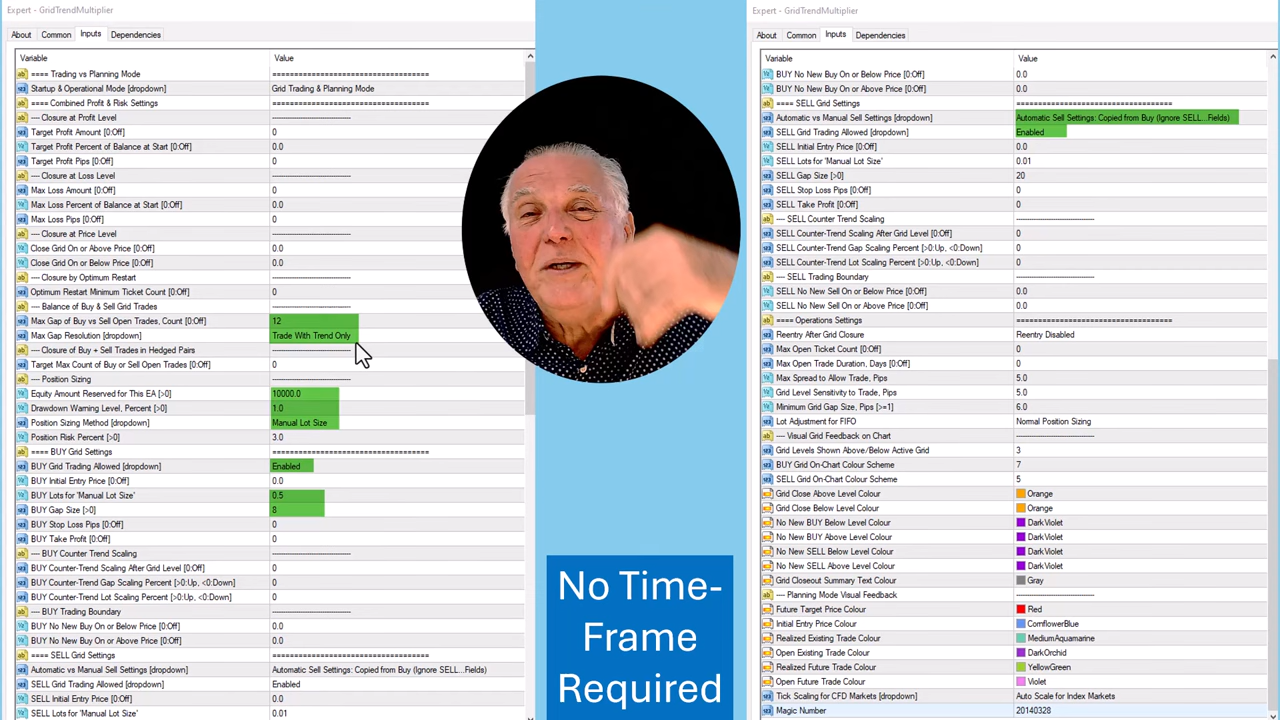 Expert - GridTrendMultiplier
About Common Inputs Dependencies
Variable Value
==== Trading vs Planning Mode ====================================
Startup & Operational Mode [dropdown] Grid Trading & Planning Mode
==== Combined Profit & Risk Settings ====================================
---- Closure at Profit Level ---------------------------
Target Profit Amount [0:Off] 0
Target Profit Percent of Balance at Start [0:Off] 0.0
Target Profit Pips [0:Off] 0
---- Closure at Loss Level ---------------------------
Max Loss Amount [0:Off] 0
Max Loss Percent of Balance at Start [0:Off] 0.0
Max Loss Pips [0:Off] 0
---- Closure at Price Level ---------------------------
Close Grid On or Above Price [0:Off] 0.0
Close Grid On or Below Price [0:Off] 0.0
---- Closure by Optimum Restart ---------------------------
Optimum Restart Minimum Ticket Count [0:Off] 0
---- Balance of Buy & Sell Grid Trades ---------------------------
Max Gap of Buy vs Sell Open Trades, Count [0:Off] 12
Max Gap Resolution [dropdown] Trade With Trend Only
---- Closure of Buy + Sell Trades in Hedged Pairs ---------------------------
Target Max Count of Buy or Sell Open Trades [0:Off] 0
---- Position Sizing ---------------------------
Equity Amount Reserved for This EA [>0] 10000.0
Drawdown Warning Level, Percent [>0] 1.0
Position Sizing Method [dropdown] Manual Lot Size
Position Risk Percent [>0] 3.0
==== BUY Grid Settings ====================================
BUY Grid Trading Allowed [dropdown] Enabled
BUY Initial Entry Price [0:Off] 0.0
BUY Lots for 'Manual Lot Size' 0.5
BUY Gap Size [>0] 8
BUY Stop Loss Pips [0:Off] 0
BUY Take Profit [0:Off] 0
---- BUY Counter Trend Scaling ---------------------------
BUY Counter-Trend Scaling After Grid Level [0:Off] 0
BUY Counter-Trend Gap Scaling Percent [>0:Up, <0:Down] 0
BUY Counter-Trend Lot Scaling Percent [>0:Up, <0:Down] 0
---- BUY Trading Boundary ---------------------------
BUY No New Buy On or Below Price [0:Off] 0.0
BUY No New Buy On or Above Price [0:Off] 0.0
==== SELL Grid Settings ====================================
Automatic vs Manual Sell Settings [dropdown] Automatic Sell Settings: Copied from Buy (Ignore SELL...Fields)
SELL Grid Trading Allowed [dropdown] Enabled
SELL Initial Entry Price [0:Off] 0.0
SELL Lots for 'Manual Lot Size' 0.01
No Time-
Frame
Required
Expert - GridTrendMultiplier
About Common Inputs Dependencies
Variable Value
BUY No New Buy On or Below Price [0:Off] 0.0
BUY No New Buy On or Above Price [0:Off] 0.0
==== SELL Grid Settings ====================================
Automatic vs Manual Sell Settings [dropdown] Automatic Sell Settings: Copied from Buy (Ignore SELL...Fields)
SELL Grid Trading Allowed [dropdown] Enabled
SELL Initial Entry Price [0:Off] 0.0
SELL Lots for 'Manual Lot Size' 0.01
SELL Gap Size [>0] 20
SELL Stop Loss Pips [0:Off] 0
SELL Take Profit [0:Off] 0
---- SELL Counter Trend Scaling ---------------------------
SELL Counter-Trend Scaling After Grid Level [0:Off] 0
SELL Counter-Trend Gap Scaling Percent [>0:Up, <0:Down] 0
SELL Counter-Trend Lot Scaling Percent [>0:Up, <0:Down] 0
---- SELL Trading Boundary ---------------------------
SELL No New Sell On or Below Price [0:Off] 0.0
SELL No New Sell On or Above Price [0:Off] 0.0
==== Operations Settings ====================================
Reentry After Grid Closure Reentry Disabled
Max Open Ticket Count [0:Off] 0
Max Open Trade Duration, Days [0:Off] 0
Max Spread to Allow Trade, Pips 5.0
Grid Level Sensitivity to Trade, Pips 5.0
Minimum Grid Gap Size, Pips [>=1] 6.0
Lot Adjustment for FIFO Normal Position Sizing
---- Visual Grid Feedback on Chart ---------------------------
Grid Levels Shown Above/Below Active Grid 3
BUY Grid On-Chart Colour Scheme 7
SELL Grid On-Chart Colour Scheme 5
Grid Close Above Level Colour Orange
Grid Close Below Level Colour Orange
No New BUY Below Level Colour DarkViolet
No New BUY Above Level Colour DarkViolet
No New SELL Below Level Colour DarkViolet
No New SELL Above Level Colour DarkViolet
Grid Closeout Summary Text Colour Gray
---- Planning Mode Visual Feedback ---------------------------
Future Target Price Colour Red
Initial Entry Price Colour CornflowerBlue
Realized Existing Trade Colour MediumAquamarine
Open Existing Trade Colour DarkOrchid
Realized Future Trade Colour YellowGreen
Open Future Trade Colour Violet
Tick Scaling for CFD Markets [dropdown] Auto Scale for Index Markets
Magic Number 20140328